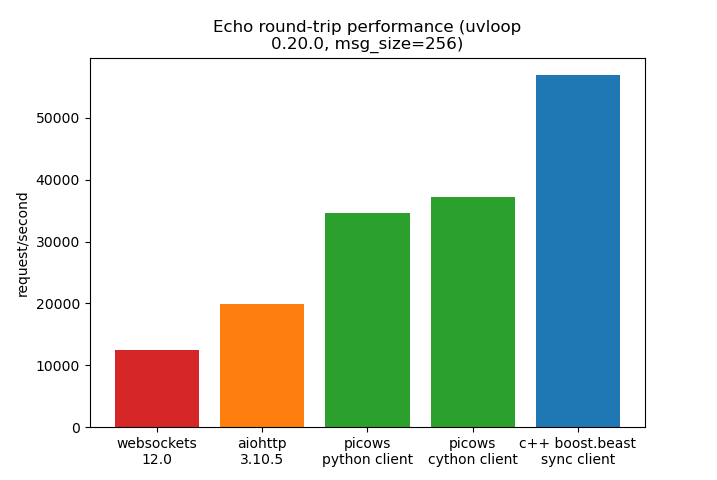 Echo round-trip performance (uvloop
0.20.0, msg_size=256)
request/second
50000
40000
30000
20000
10000
0
websockets
12.0
aiohttp
3.10.5
picows
python client
picows
cython client
c++ boost.beast
sync client